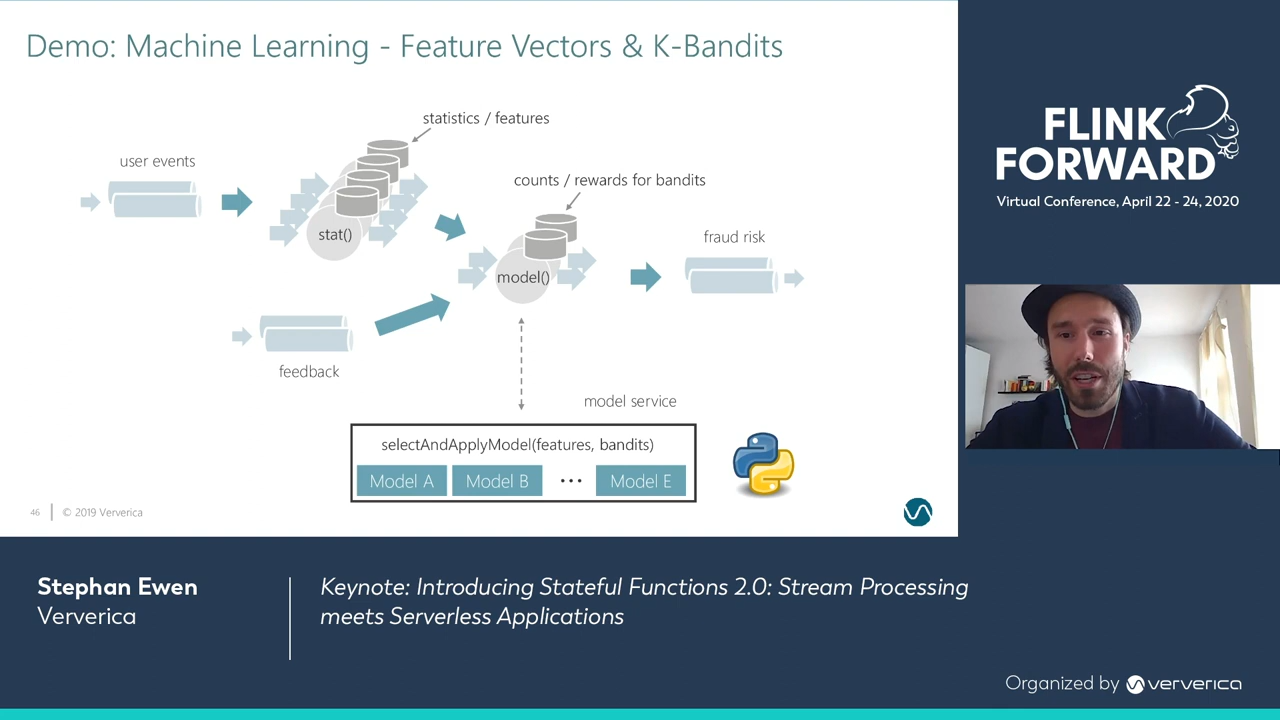 Demo: Machine Learning - Feature Vectors & K-Bandits
statistics / features
user events
counts / rewards for bandits
stat()
fraud risk
model()
feedback
model service
selectAndApplyModel(features, bandits)
Model A
Model B
...
Model E
46
© 2019 Ververica
FLINK
FORWARD
Virtual Conference, April 22 - 24, 2020
Stephan Ewen
Ververica
Keynote: Introducing Stateful Functions 2.0: Stream Processing
meets Serverless Applications
Organized by ververica